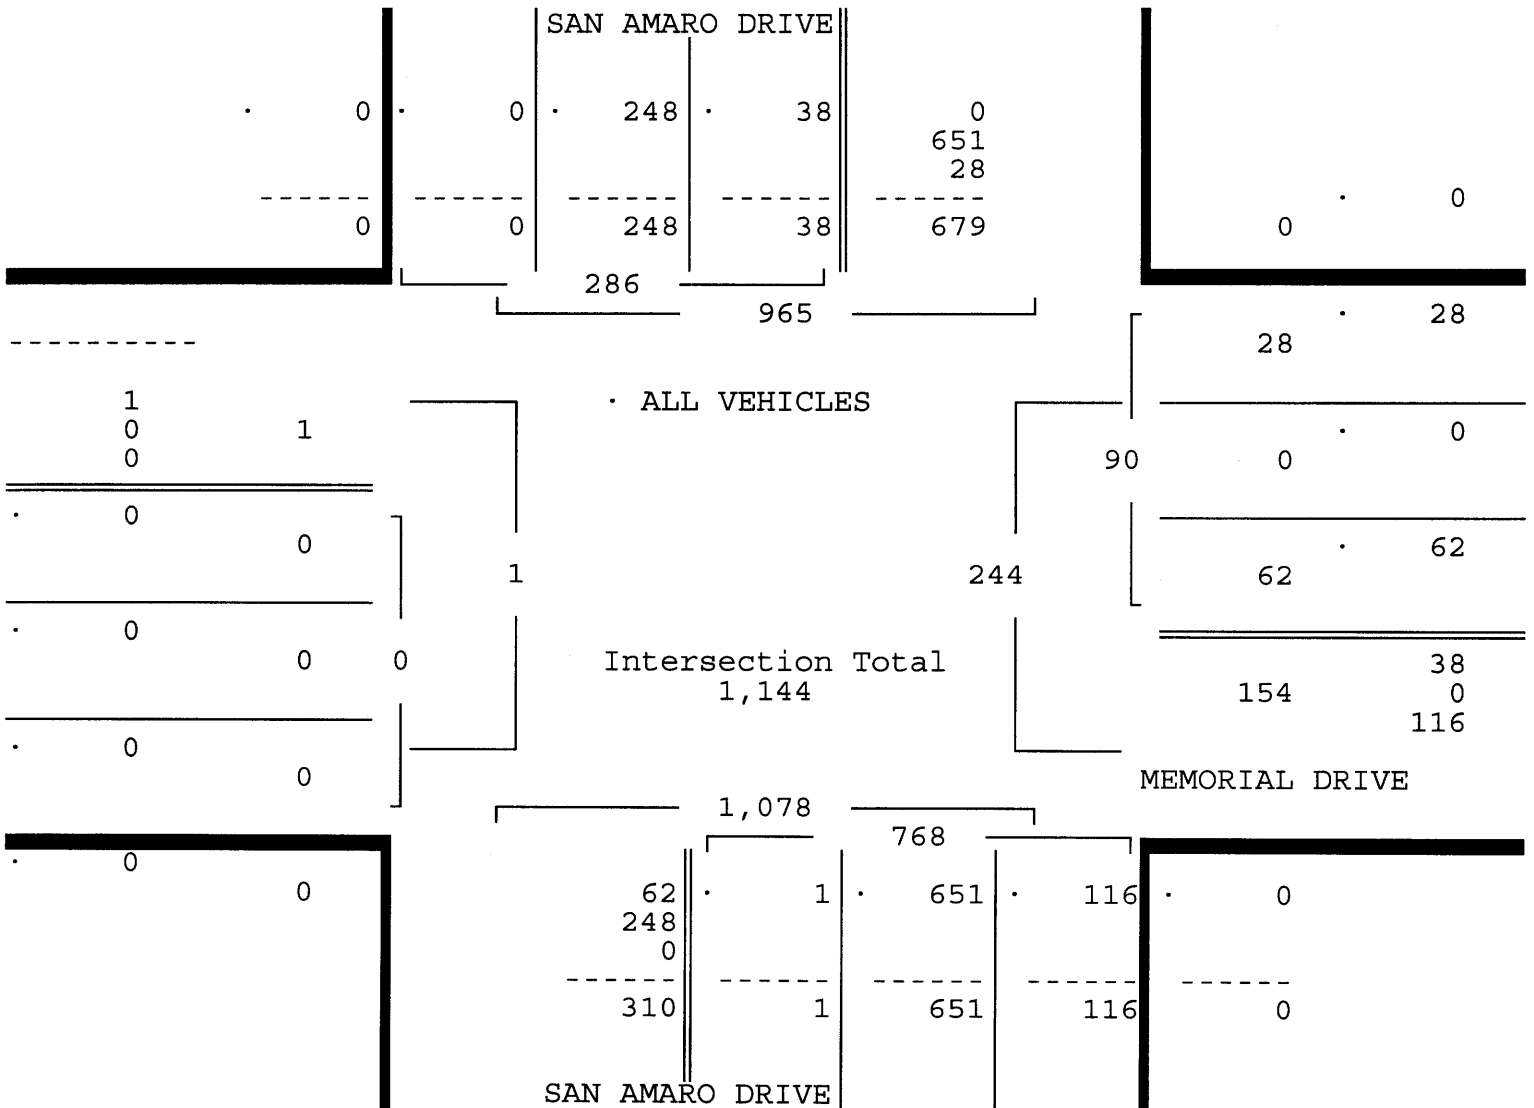 SAN AMARO DRIVE
· 0 · 0 · 248 · 38 0
651
28
------ ------ ------ ------ ------ · 0
0 0 248 38 679 0
286
965 · 28
---------- 28
1 · ALL VEHICLES
0 1 · 0
0 90 0
· 0
0 · 62
1 244 62
· 0
0 0 Intersection Total 38
1,144 154 0
116
· 0
0 MEMORIAL DRIVE
1,078
768
· 0
0 62 · 1 · 651 · 116 · 0
248
0
------ ------ ------ ------ ------
310 1 651 116 0
SAN AMARO DRIVE